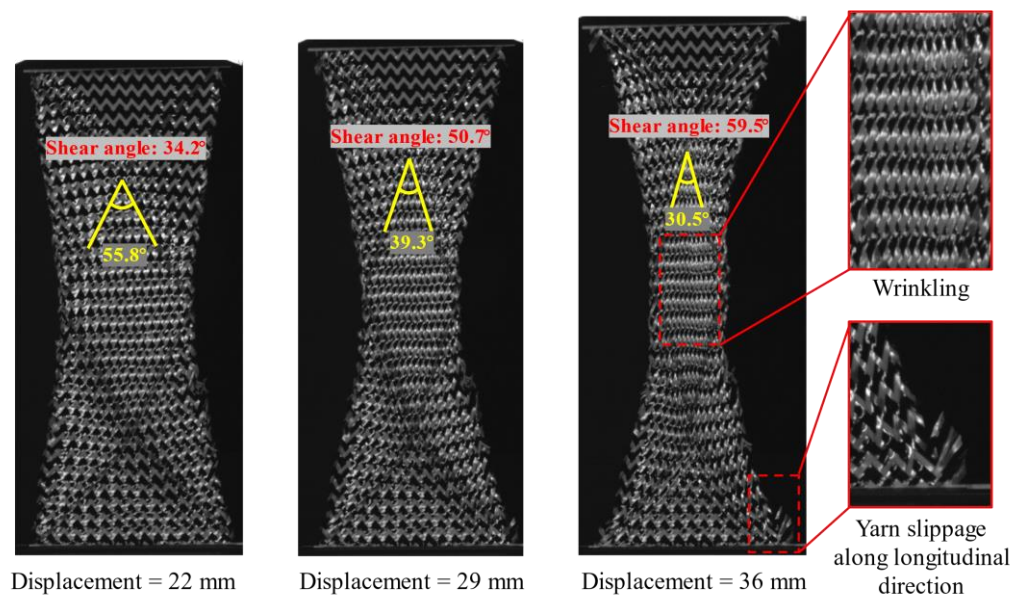 Shear angle: 34.2°
55.8°
Displacement = 22 mm
Shear angle: 50.7°
39.3°
Displacement = 29 mm
Shear angle: 59.5°
30.5°
Displacement = 36 mm
Wrinkling
Yarn slippage
along longitudinal
direction